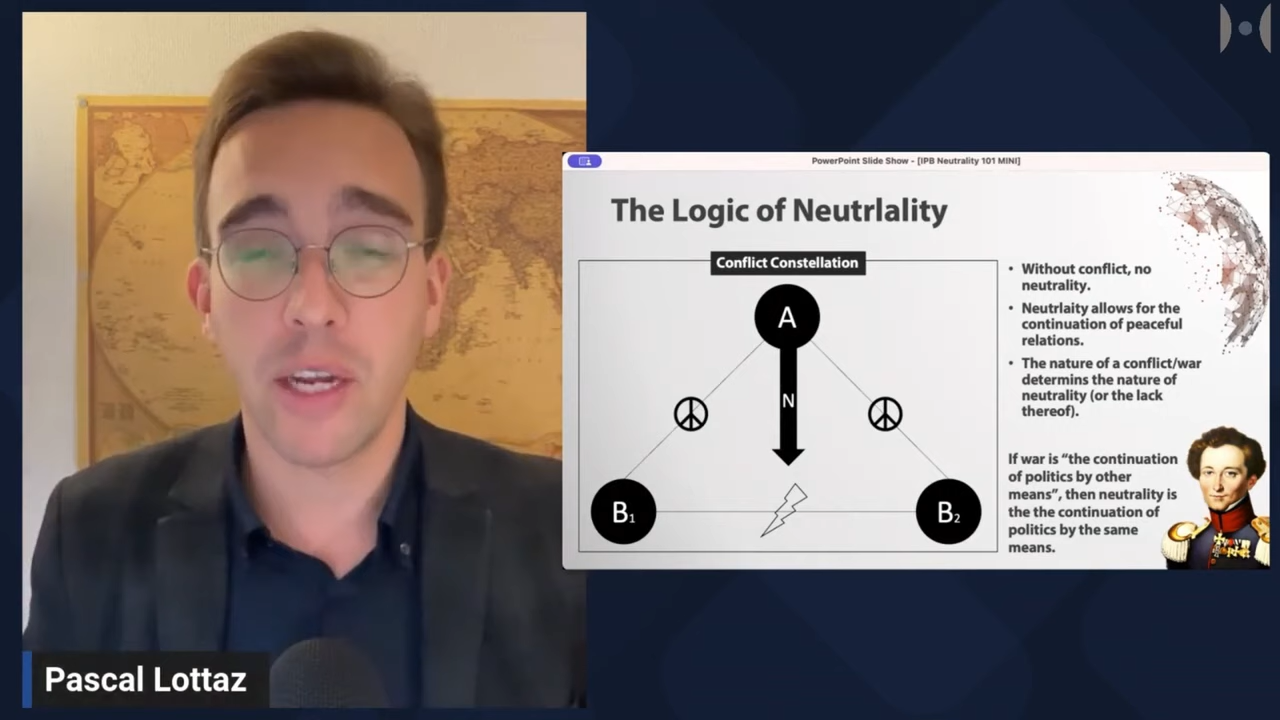 PowerPoint Slide Show - [IPB Neutrality 101 MINI]
The Logic of Neutrlality
Conflict Constellation
A
N
B1
B2
• Without conflict, no
neutrality.
• Neutrlaity allows for the
continuation of peaceful
relations.
• The nature of a conflict/war
determins the nature of
neutrality (or the lack
thereof).
If war is “the continuation
of politics by other
means”, then neutrality is
the the continuation of
politics by the same
means.
Pascal Lottaz